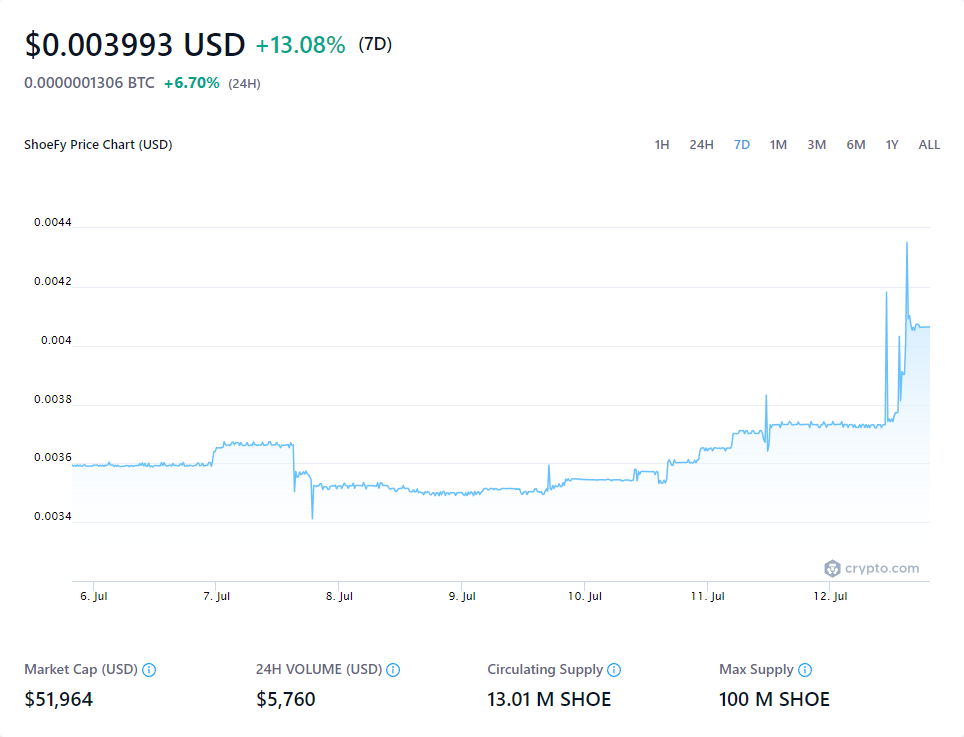 $0.003993 USD +13.08% (7D)
0.0000001306 BTC +6.70% (24H)
ShoeFy Price Chart (USD) 1H 24H 7D 1M 3M 6M 1Y ALL
0.0044
0.0042
0.004
0.0038
0.0036
0.0034
crypto.com
6. Jul 7. Jul 8. Jul 9. Jul 10. Jul 11. Jul 12. Jul
Market Cap (USD) 24H VOLUME (USD) Circulating Supply Max Supply
$51,964 $5,760 13.01 M SHOE 100 M SHOE